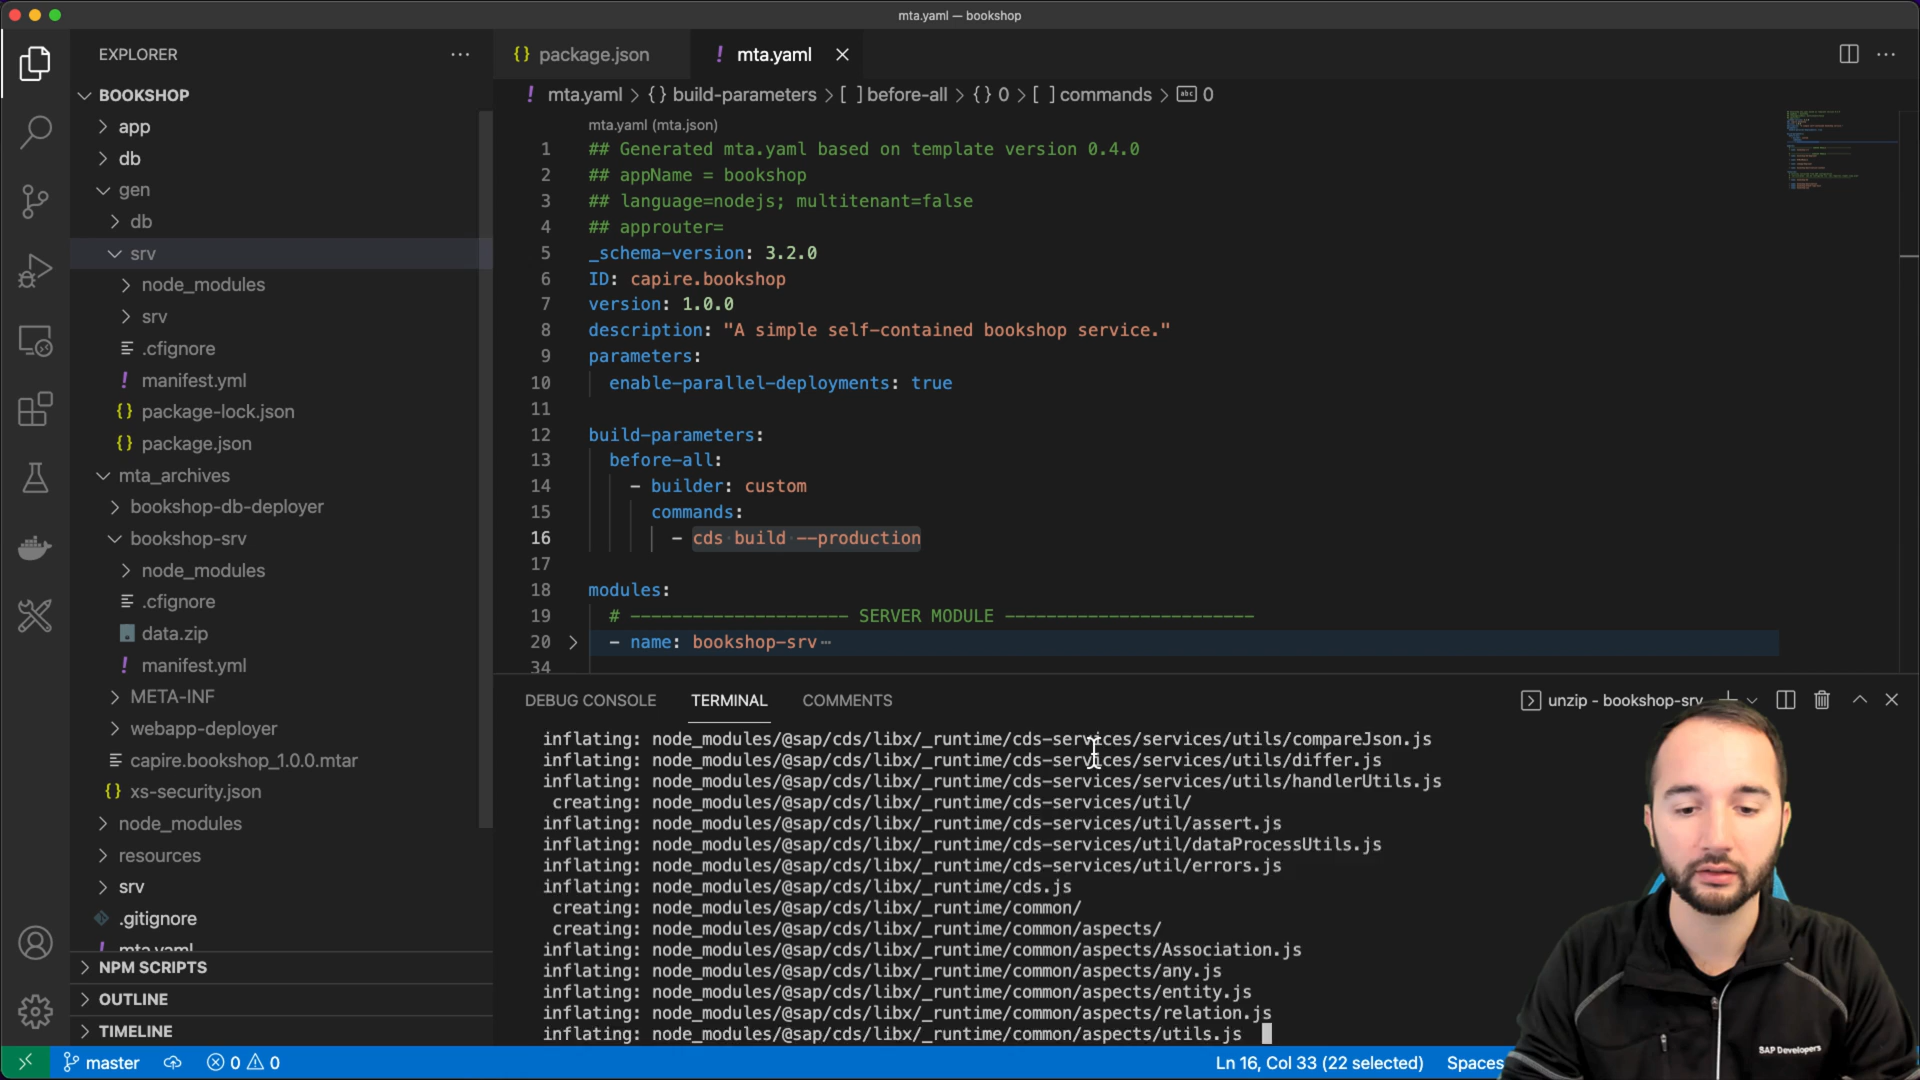 mta.yaml — bookshop
EXPLORER
BOOKSHOP
app
db
gen
db
srv
node_modules
srv
.cfignore
manifest.yml
package-lock.json
package.json
mta_archives
bookshop-db-deployer
bookshop-srv
node_modules
.cfignore
data.zip
manifest.yml
META-INF
webapp-deployer
capire.bookshop_1.0.0.mtar
xs-security.json
node_modules
resources
srv
.gitignore
mta.yaml
NPM SCRIPTS
OUTLINE
TIMELINE
{} package.json
! mta.yaml
! mta.yaml > {} build-parameters > [ ] before-all > {} 0 > [ ] commands > abc 0
mta.yaml (mta.json)
1 ## Generated mta.yaml based on template version 0.4.0
2 ## appName = bookshop
3 ## language=nodejs; multitenant=false
4 ## approuter=
5 _schema-version: 3.2.0
6 ID: capire.bookshop
7 version: 1.0.0
8 description: "A simple self-contained bookshop service."
9 parameters:
10 enable-parallel-deployments: true
11
12 build-parameters:
13 before-all:
14 - builder: custom
15 commands:
16 - cds build --production
17
18 modules:
19 # --------------------- SERVER MODULE ------------------------
20 - name: bookshop-srv
34
DEBUG CONSOLE TERMINAL COMMENTS
unzip - bookshop-srv
inflating: node_modules/@sap/cds/libx/_runtime/cds-services/services/utils/compareJson.js
inflating: node_modules/@sap/cds/libx/_runtime/cds-services/services/utils/differ.js
inflating: node_modules/@sap/cds/libx/_runtime/cds-services/services/utils/handlerUtils.js
creating: node_modules/@sap/cds/libx/_runtime/cds-services/util/
inflating: node_modules/@sap/cds/libx/_runtime/cds-services/util/assert.js
inflating: node_modules/@sap/cds/libx/_runtime/cds-services/util/dataProcessUtils.js
inflating: node_modules/@sap/cds/libx/_runtime/cds-services/util/errors.js
inflating: node_modules/@sap/cds/libx/_runtime/cds.js
creating: node_modules/@sap/cds/libx/_runtime/common/
creating: node_modules/@sap/cds/libx/_runtime/common/aspects/
inflating: node_modules/@sap/cds/libx/_runtime/common/aspects/Association.js
inflating: node_modules/@sap/cds/libx/_runtime/common/aspects/any.js
inflating: node_modules/@sap/cds/libx/_runtime/common/aspects/entity.js
inflating: node_modules/@sap/cds/libx/_runtime/common/aspects/relation.js
inflating: node_modules/@sap/cds/libx/_runtime/common/aspects/utils.js
SAP Developers
master 0 0
Ln 16, Col 33 (22 selected) Spaces